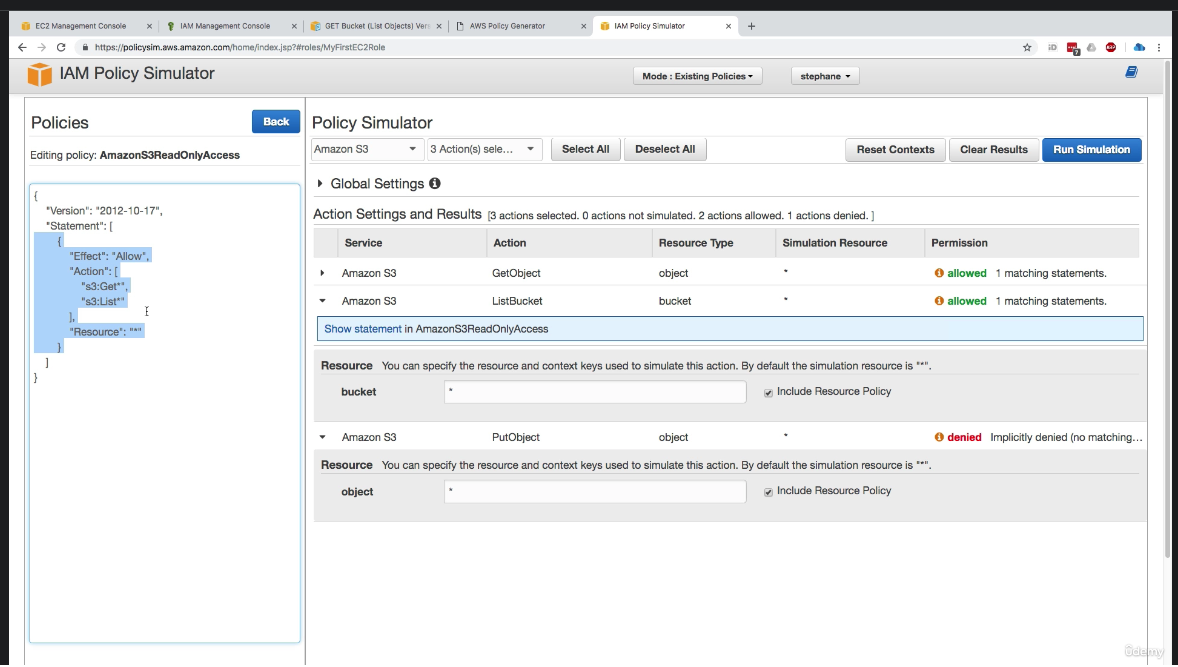 EC2 Management Console
IAM Management Console
GET Bucket (List Objects) Vers
AWS Policy Generator
IAM Policy Simulator
https://policysim.aws.amazon.com/home/index.jsp?#roles/MyFirstEC2Role
IAM Policy Simulator
Mode : Existing Policies
stephane
Policies
Back
Editing policy: AmazonS3ReadOnlyAccess
{
"Version": "2012-10-17",
"Statement": [
{
"Effect": "Allow",
"Action": [
"s3:Get*",
"s3:List*"
],
"Resource": "*"
}
]
}
Policy Simulator
Amazon S3
3 Action(s) sele...
Select All
Deselect All
Reset Contexts
Clear Results
Run Simulation
Global Settings
Action Settings and Results [3 actions selected. 0 actions not simulated. 2 actions allowed. 1 actions denied. ]
Service Action Resource Type Simulation Resource Permission
Amazon S3 GetObject object * allowed 1 matching statements.
Amazon S3 ListBucket bucket * allowed 1 matching statements.
Show statement in AmazonS3ReadOnlyAccess
Resource You can specify the resource and context keys used to simulate this action. By default the simulation resource is "*".
bucket * Include Resource Policy
Amazon S3 PutObject object * denied Implicitly denied (no matching...
Resource You can specify the resource and context keys used to simulate this action. By default the simulation resource is "*".
object * Include Resource Policy
ûdemy